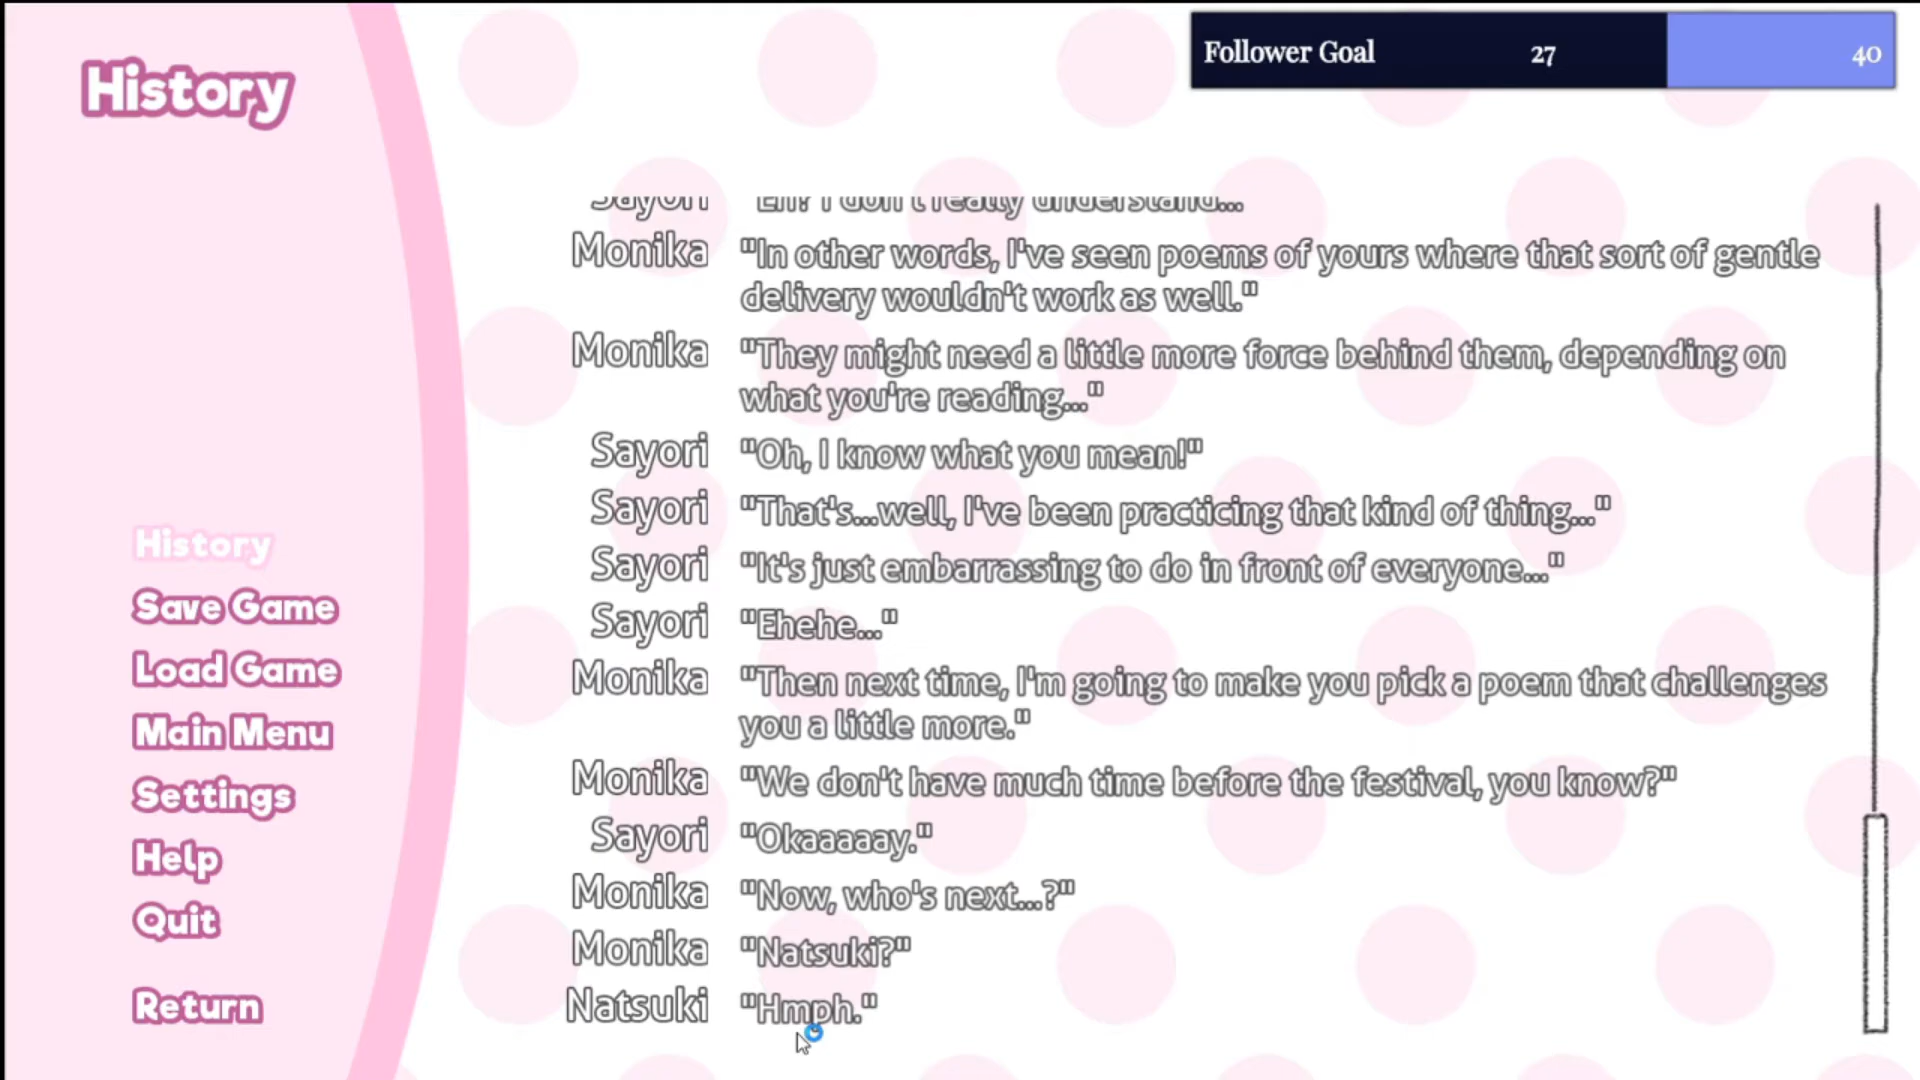 History
Follower Goal 27 40
Sayori "Eh? I don't really understand...
Monika "In other words, I've seen poems of yours where that sort of gentle
delivery wouldn't work as well."
Monika "They might need a little more force behind them, depending on
what you're reading..."
Sayori "Oh, I know what you mean!"
Sayori "That's...well, I've been practicing that kind of thing..."
Sayori "It's just embarrassing to do in front of everyone..."
Sayori "Ehehe..."
Monika "Then next time, I'm going to make you pick a poem that challenges
you a little more."
Monika "We don't have much time before the festival, you know?"
Sayori "Okaaaaay."
Monika "Now, who's next...?"
Monika "Natsuki?"
Natsuki "Hmph."
History
Save Game
Load Game
Main Menu
Settings
Help
Quit
Return